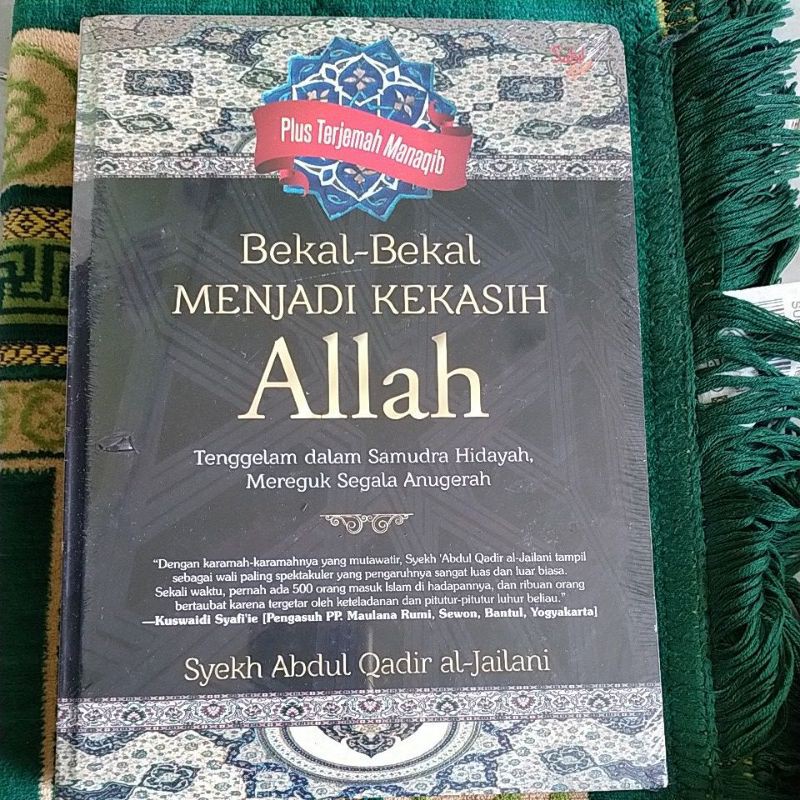 Plus Terjemah Manaqib
Bekal-Bekal
MENJADI KEKASIH
Allah
Tenggelam dalam Samudra Hidayah,
Mereguk Segala Anugerah
"Dengan karamah-karamahnya yang mutawatir, Syekh 'Abdul Qadir al-Jailani tampil
sebagai wali paling spektakuler yang pengaruhnya sangat luas dan luar biasa.
Sekali waktu, pernah ada 500 orang masuk Islam di hadapannya, dan ribuan orang
bertaubat karena tergetar oleh keteladanan dan pitutur-pitutur luhur beliau."
—Kuswaidi Syafi'ie [Pengasuh PP. Maulana Rumi, Sewon, Bantul, Yogyakarta]
Syekh Abdul Qadir al-Jailani